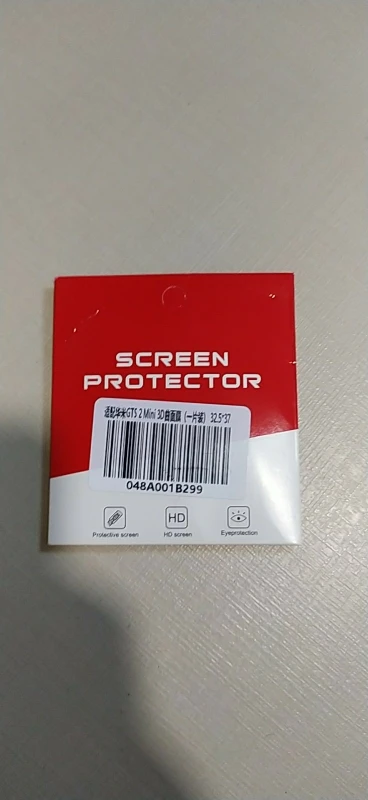 SCREEN
PROTECTOR
适配华米GTS 2 Mini 3D曲面膜 (一片装) 32.5*37
048A001B299
HD
Protective screen
HD screen
Eyeprotection